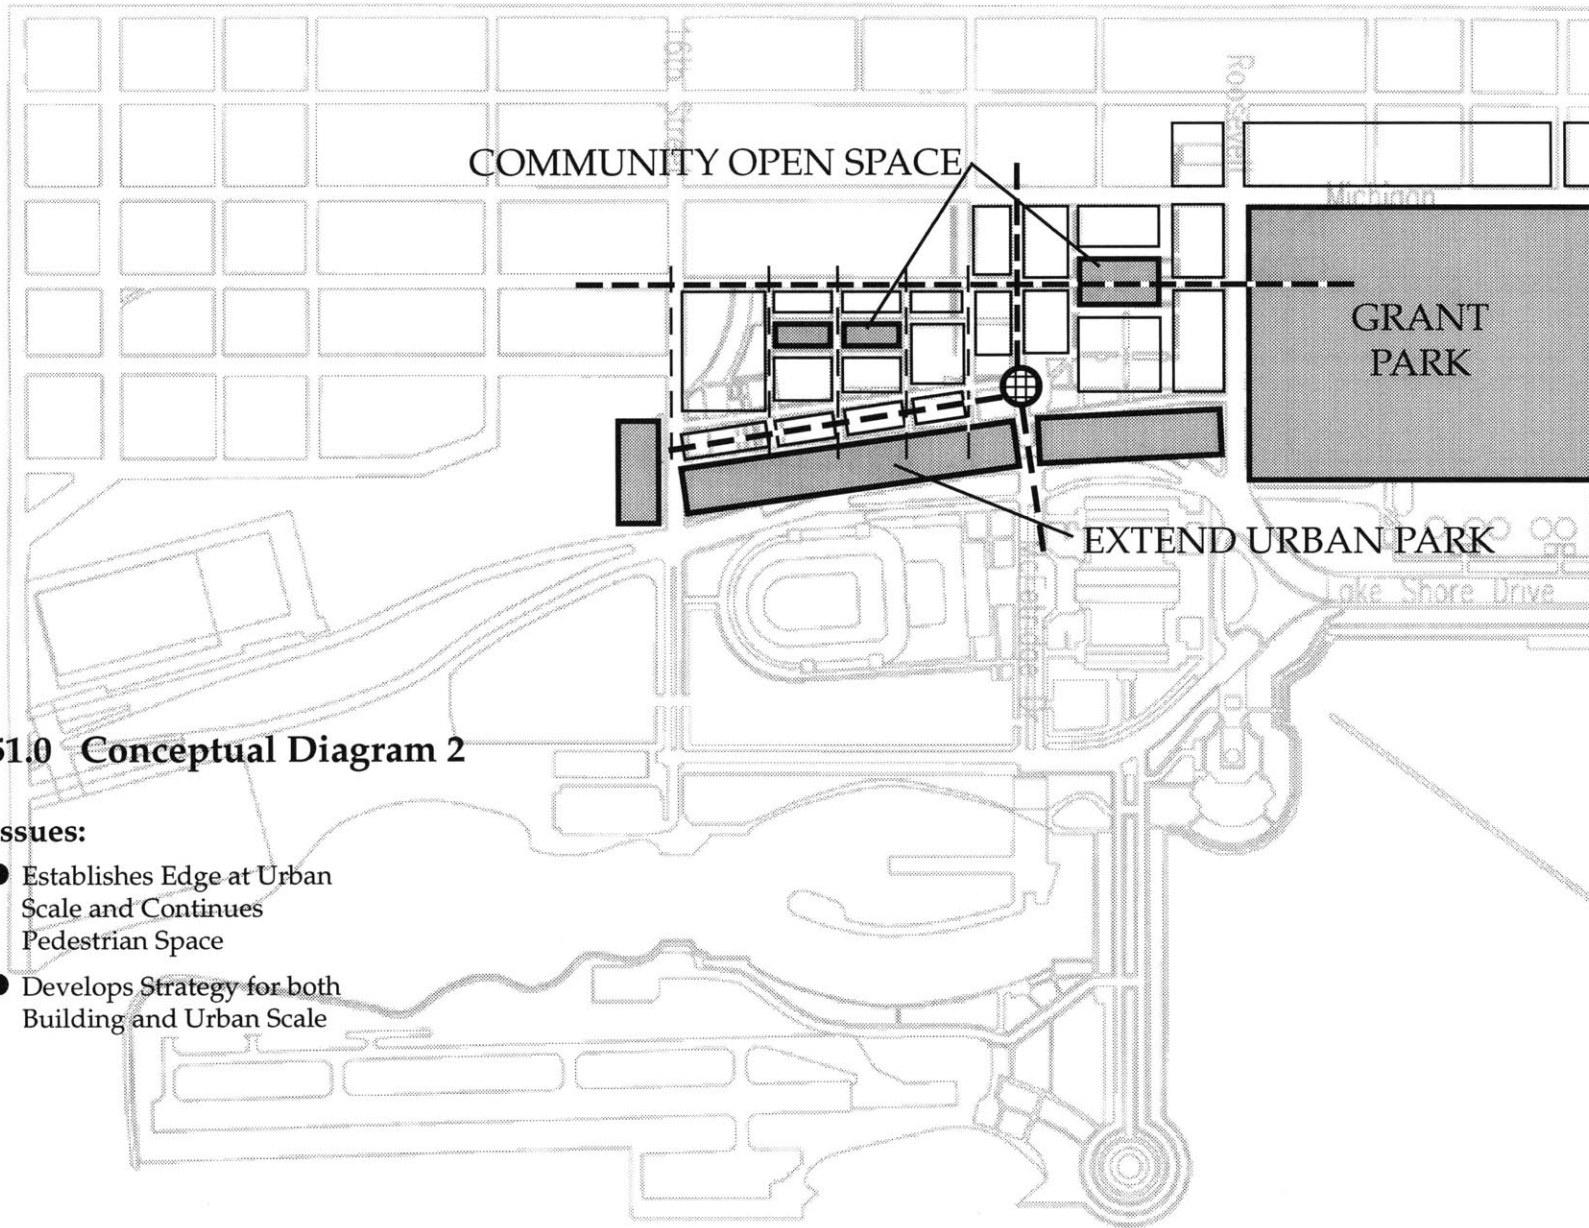 16th Street
Roosevelt
COMMUNITY OPEN SPACE
Michigan
GRANT
PARK
EXTEND URBAN PARK
Lake Shore Drive
51.0 Conceptual Diagram 2
ssues:
● Establishes Edge at Urban
Scale and Continues
Pedestrian Space
● Develops Strategy for both
Building and Urban Scale